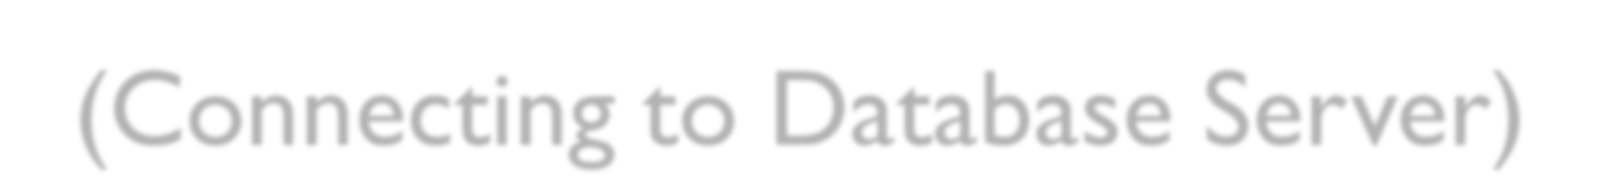 (Connecting to Database Server)